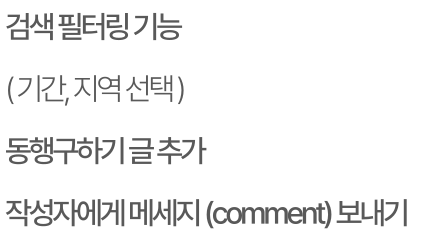 검색 필터링 기능
( 기간, 지역 선택 )
동행구하기 글 추가
작성자에게 메세지 (comment) 보내기